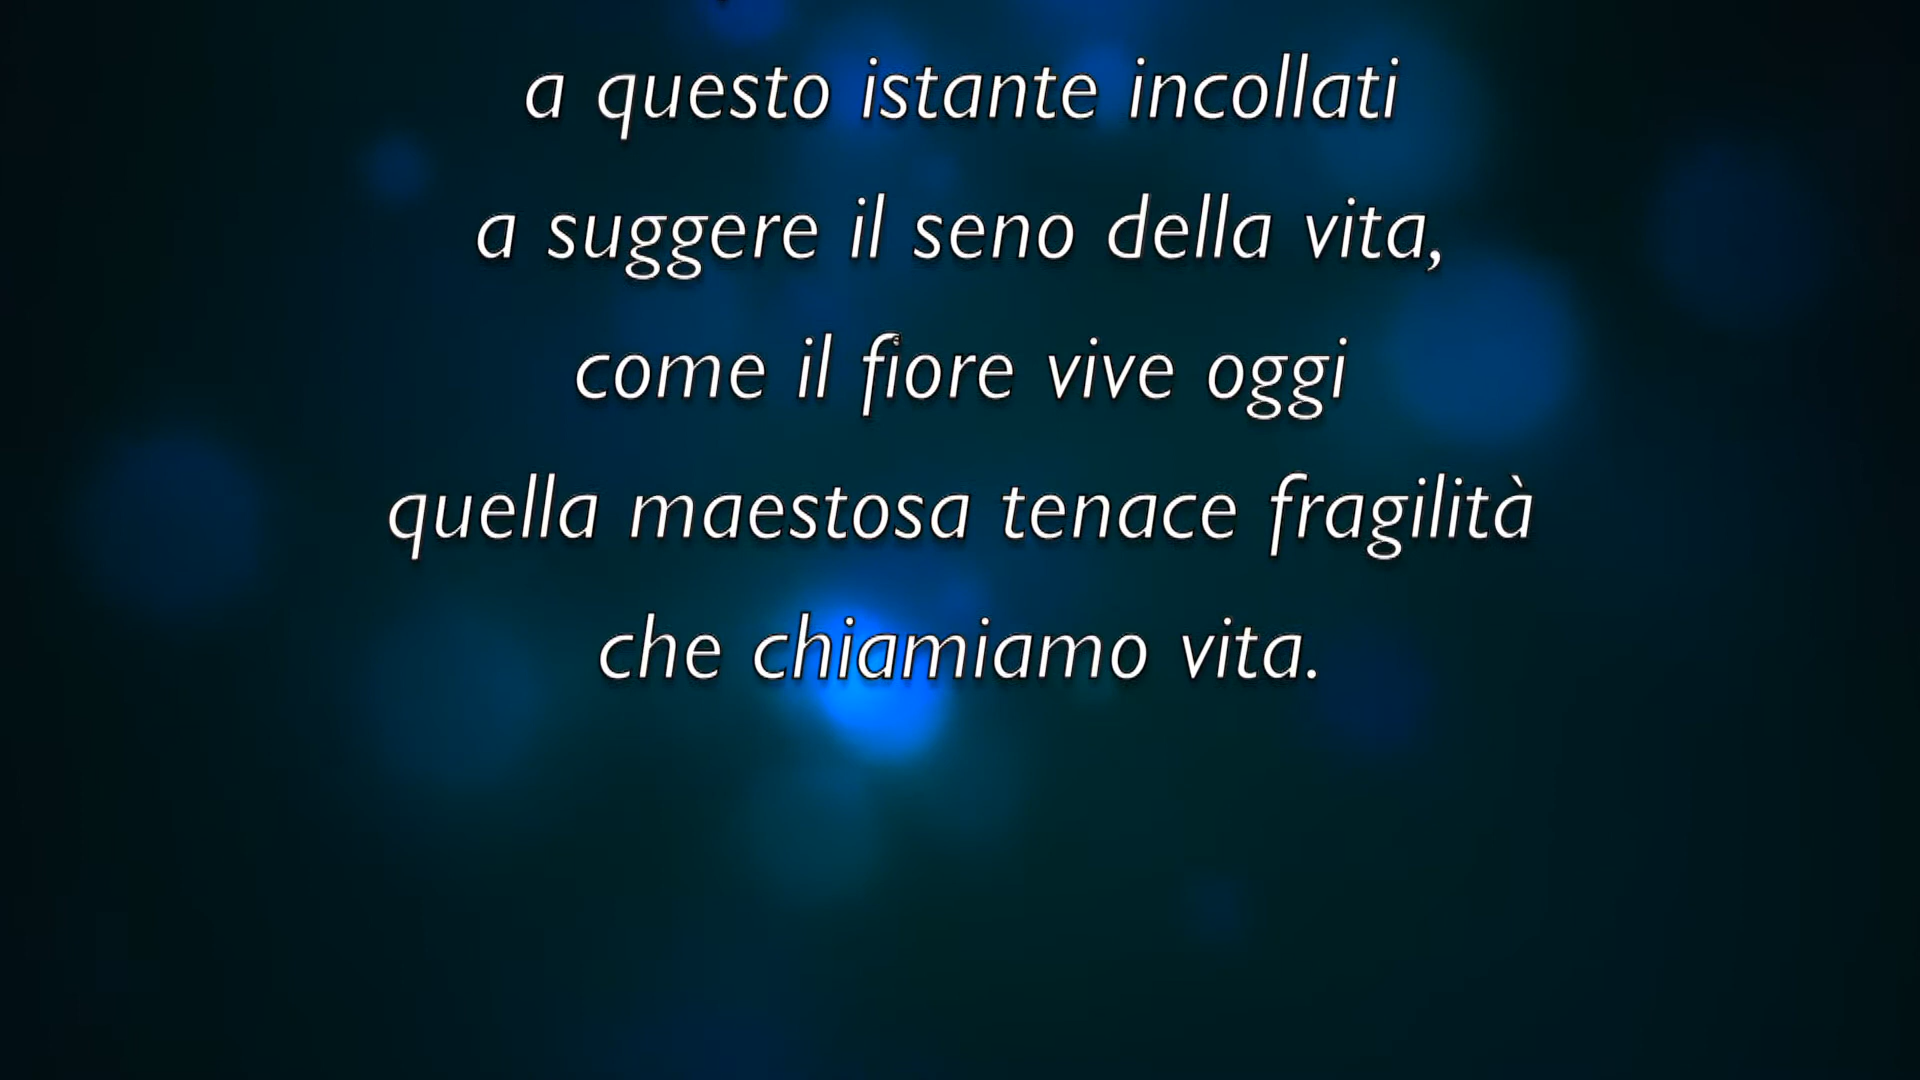 a questo istante incollati
a suggere il seno della vita,
come il fiore vive oggi
quella maestosa tenace fragilità
che chiamiamo vita.